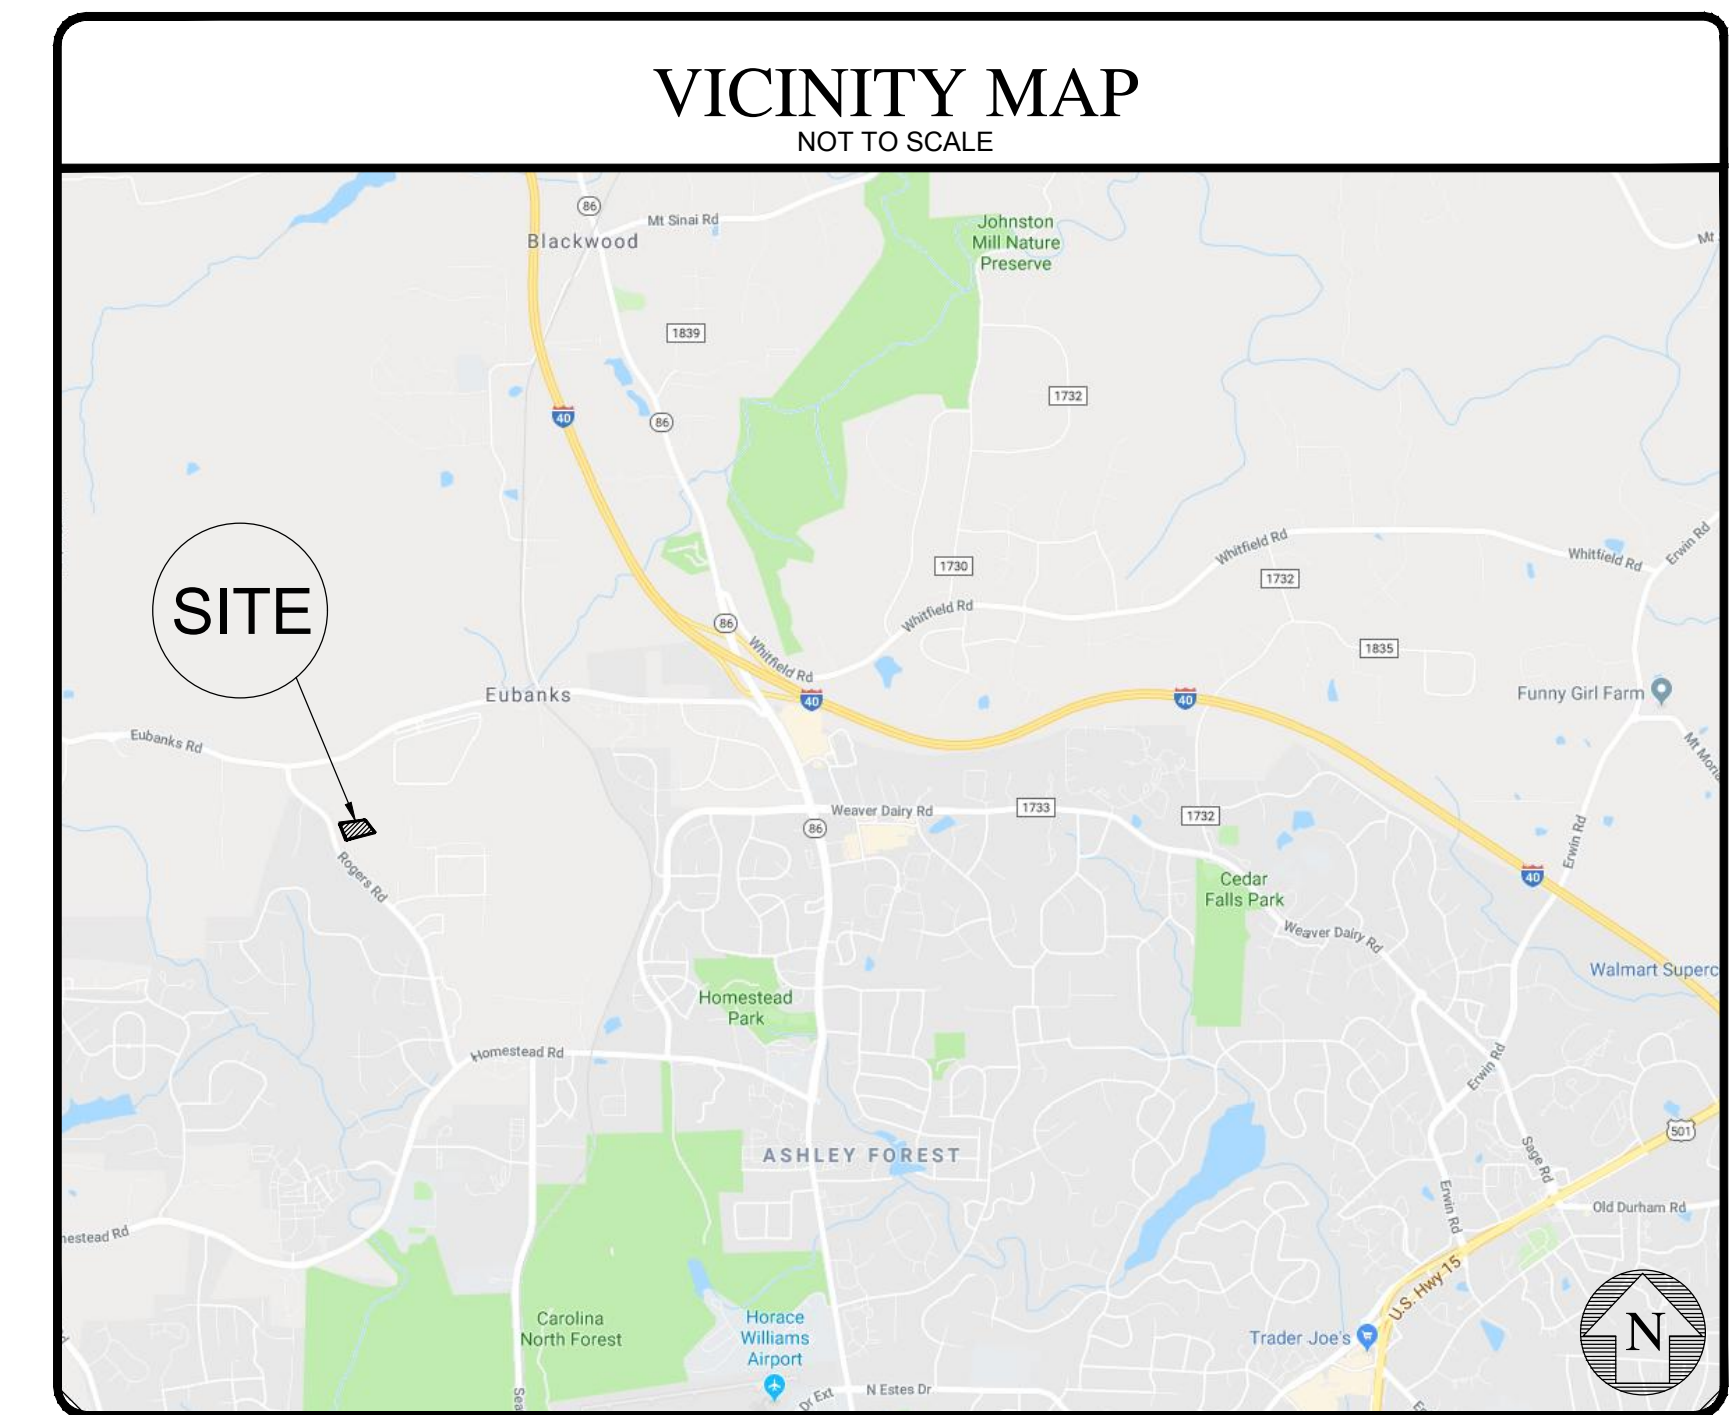 VICINITY MAP
NOT TO SCALE
86
Mt Sinai Rd
Blackwood
Johnston
Mill Nature
Preserve
Mt
1839
1732
40
86
SITE
Whitfield Rd
Whitfield Rd
Erwin Rd
1730
1732
Whitfield Rd
86
Whitfield Rd
1835
Eubanks
40
40
Funny Girl Farm
Eubanks Rd
Mt Moria
Weaver Dairy Rd
1733
1732
86
Rogers Rd
Erwin Rd
40
Cedar
Falls Park
Weaver Dairy Rd
Walmart Superc
Homestead
Park
Homestead Rd
Erwin Rd
501
ASHLEY FOREST
Sage Rd
Erwin Rd
Old Durham Rd
nestead Rd
U.S. Hwy 15
Carolina
North Forest
Horace
Williams
Airport
Trader Joe's
N
Sea
Dr Ext
N Estes Dr